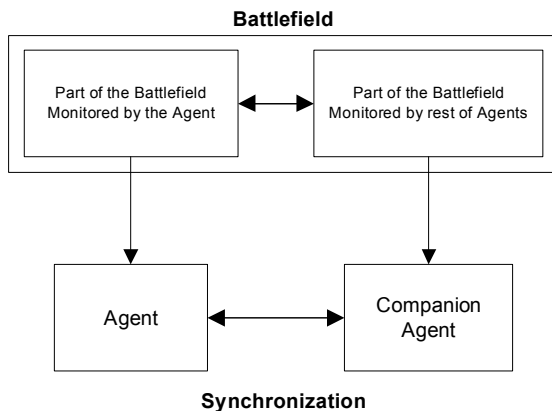 Battlefield
Part of the Battlefield
Monitored by the Agent
Part of the Battlefield
Monitored by rest of Agents
Agent
Companion
Agent
Synchronization